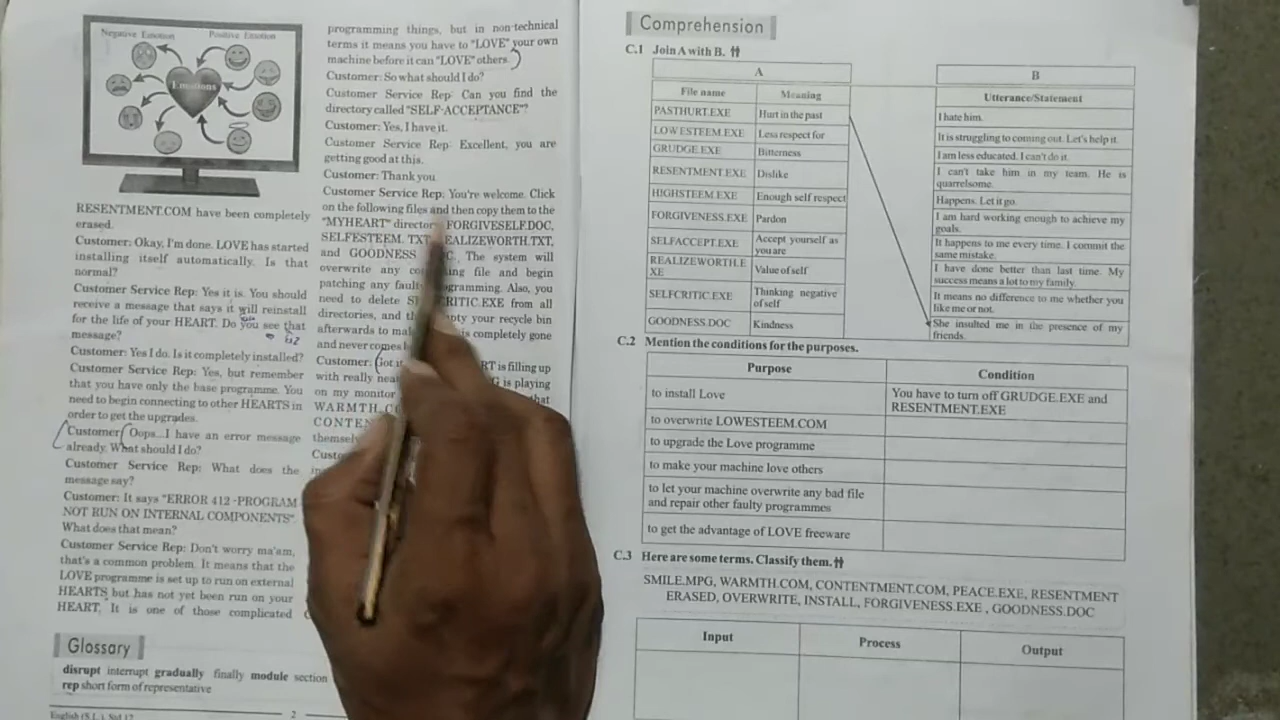 Negative Emotion Positive Emotion
Emotions
RESENTMENT.COM have been completely
erased.
Customer: Okay, I'm done. LOVE has started
installing itself automatically. Is that
normal?
Customer Service Rep: Yes it is. You should
receive a message that says it will reinstall
for the life of your HEART. Do you see that
message?
Customer: Yes I do. Is it completely installed?
Customer Service Rep: Yes, but remember
that you have only the base programme. You
need to begin connecting to other HEARTS in
order to get the upgrades.
Customer: Oops...I have an error message
already. What should I do?
Customer Service Rep: What does the
message say?
Customer: It says "ERROR 412 -PROGRAM
NOT RUN ON INTERNAL COMPONENTS".
What does that mean?
Customer Service Rep: Don't worry ma'am,
that's a common problem. It means that the
LOVE programme is set up to run on external
HEARTS but has not yet been run on your
HEART. It is one of those complicated
programming things, but in non-technical
terms it means you have to "LOVE" your own
machine before it can "LOVE" others.
Customer: So what should I do?
Customer Service Rep: Can you find the
directory called "SELF-ACCEPTANCE"?
Customer: Yes, I have it.
Customer Service Rep: Excellent, you are
getting good at this.
Customer: Thank you.
Customer Service Rep: You're welcome. Click
on the following files and then copy them to the
"MYHEART" FORGIVESELF.DOC,
SELFESTEEM. TXT,
and GOODNESS The system will
overwrite any file and begin
patching any Also, you
need to delete from all
directories, and empty your recycle bin
afterwards to is completely gone
and never comes
Customer: Got is filling up
with really is playing
on my monitor that
WARMTH.
Glossary
disrupt interrupt gradually finally module section
rep short form of representative
English (S.L.), Std.12
2
Comprehension
C.1 Join A with B.
A
File name Meaning
PASTHURT.EXE Hurt in the past
LOWESTEEM.EXE Less respect for
GRUDGE.EXE Bitterness
RESENTMENT.EXE Dislike
HIGHSTEEM.EXE Enough self respect
FORGIVENESS.EXE Pardon
SELFACCEPT.EXE Accept yourself as
you are
REALIZEWORTH.E
XE Value of self
SELFCRITIC.EXE Thinking negative
of self
GOODNESS.DOC Kindness
B
Utterance/Statement
I hate him.
It is struggling to coming out. Let's help it.
I am less educated. I can't do it.
I can't take him in my team. He is
quarrelsome.
Happens. Let it go.
I am hard working enough to achieve my
goals.
It happens to me every time. I commit the
same mistake.
I have done better than last time. My
success means a lot to my family.
It means no difference to me whether you
like me or not.
She insulted me in the presence of my
friends.
C.2 Mention the conditions for the purposes.
Purpose Condition
to install Love You have to turn off GRUDGE.EXE and
RESENTMENT.EXE
to overwrite LOWESTEEM.COM
to upgrade the Love programme
to make your machine love others
to let your machine overwrite any bad file
and repair other faulty programmes
to get the advantage of LOVE freeware
C.3 Here are some terms. Classify them.
SMILE.MPG, WARMTH.COM, CONTENTMENT.COM, PEACE.EXE, RESENTMENT
ERASED, OVERWRITE, INSTALL, FORGIVENESS.EXE , GOODNESS.DOC
Input Process Output